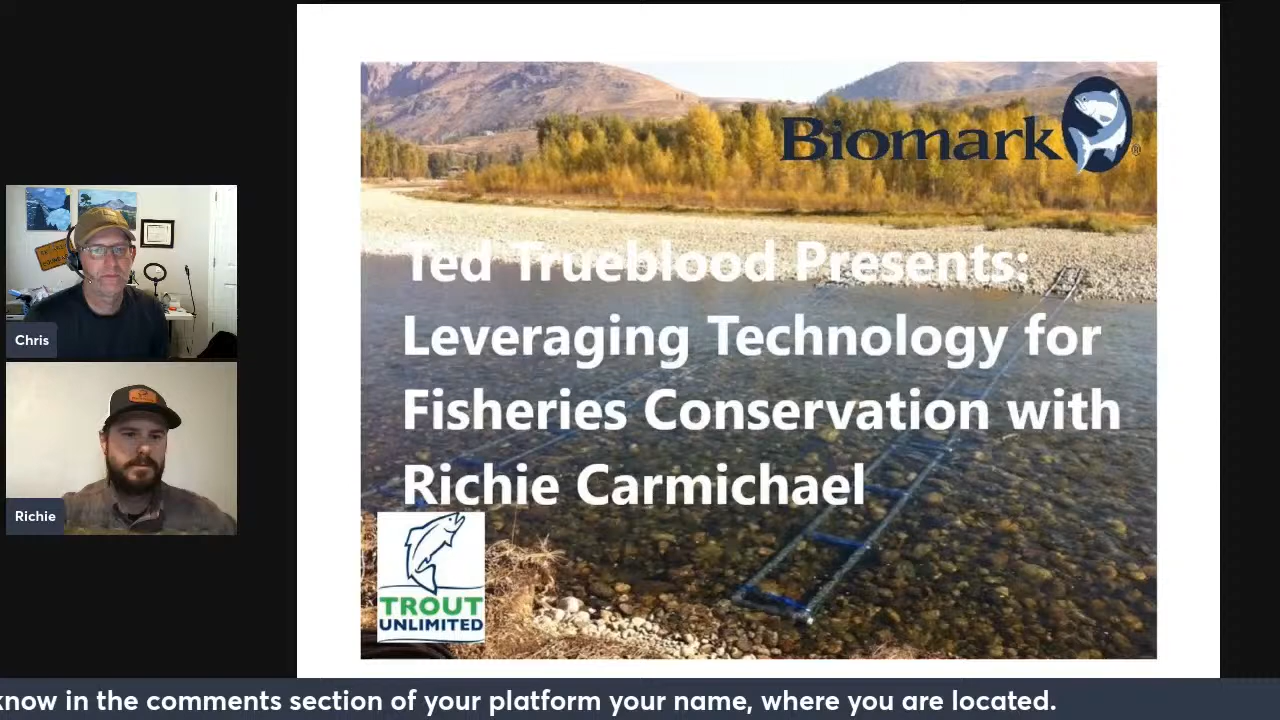 Biomark
®
Ted Trueblood Presents:
Leveraging Technology for
Fisheries Conservation with
Richie Carmichael
TROUT
UNLIMITED
Chris
Richie
know in the comments section of your platform your name, where you are located.